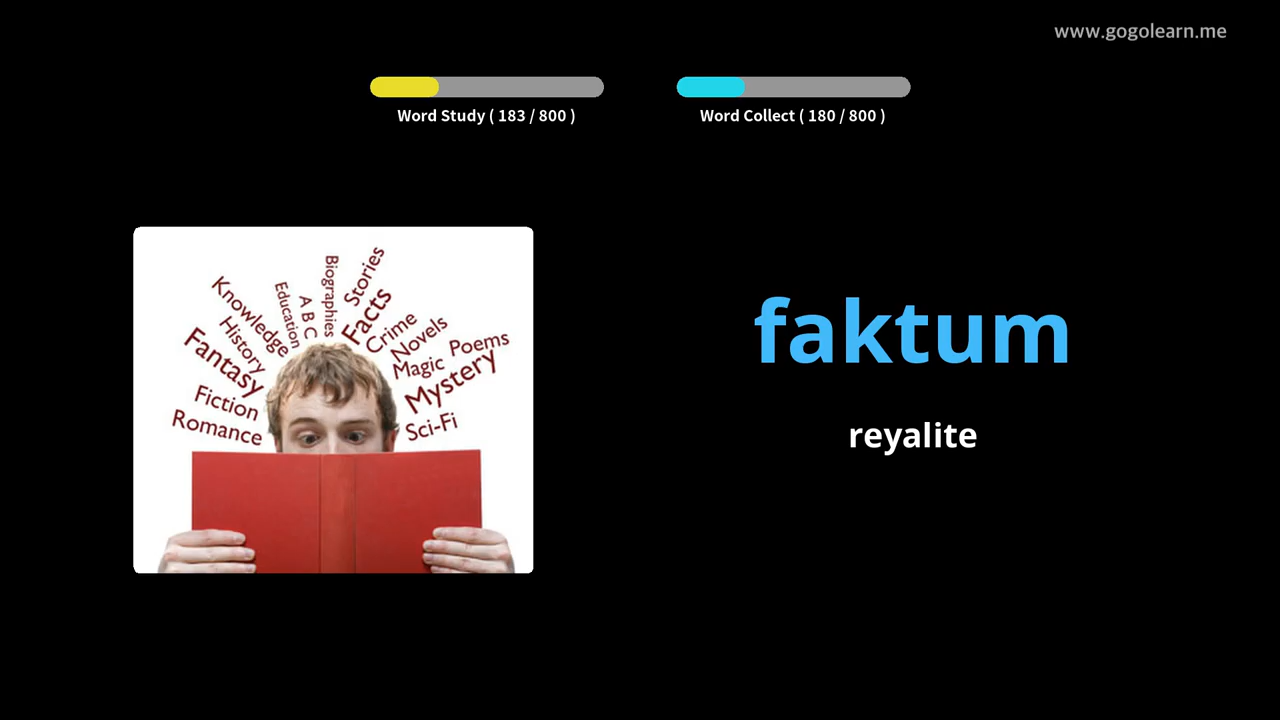 www.gogolearn.me
Word Study ( 183 / 800 )
Word Collect ( 180 / 800 )
Knowledge
History
Fantasy
Fiction
Romance
Education
A B C
Biographies
Stories
Facts
Crime
Novels
Magic
Poems
Mystery
Sci-Fi
faktum
reyalite